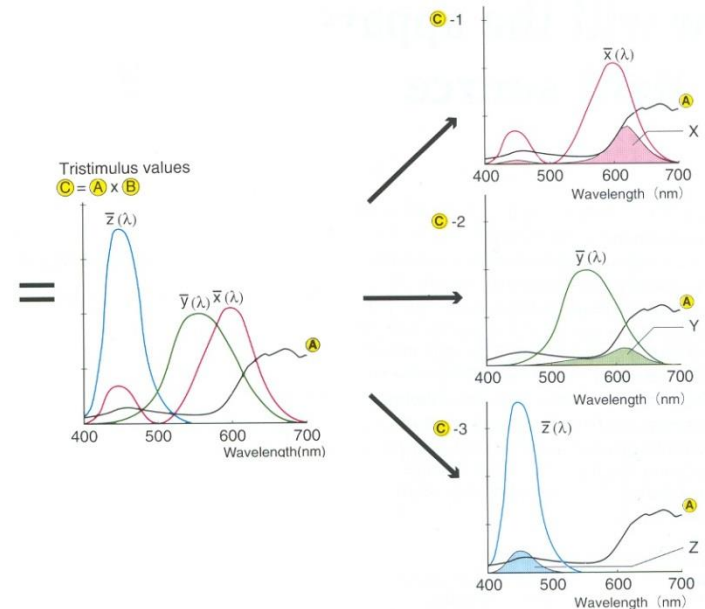 Tristimulus values
C = A x B
z̅ (λ)
y̅ (λ) x̅ (λ)
A
400 500 600 700
Wavelength(nm)
C -1
x̅ (λ)
A
X
400 500 600 700
Wavelength (nm)
C -2
y̅ (λ)
A
Y
400 500 600 700
Wavelength (nm)
C -3
z̅ (λ)
A
Z
400 500 600 700
Wavelength (nm)